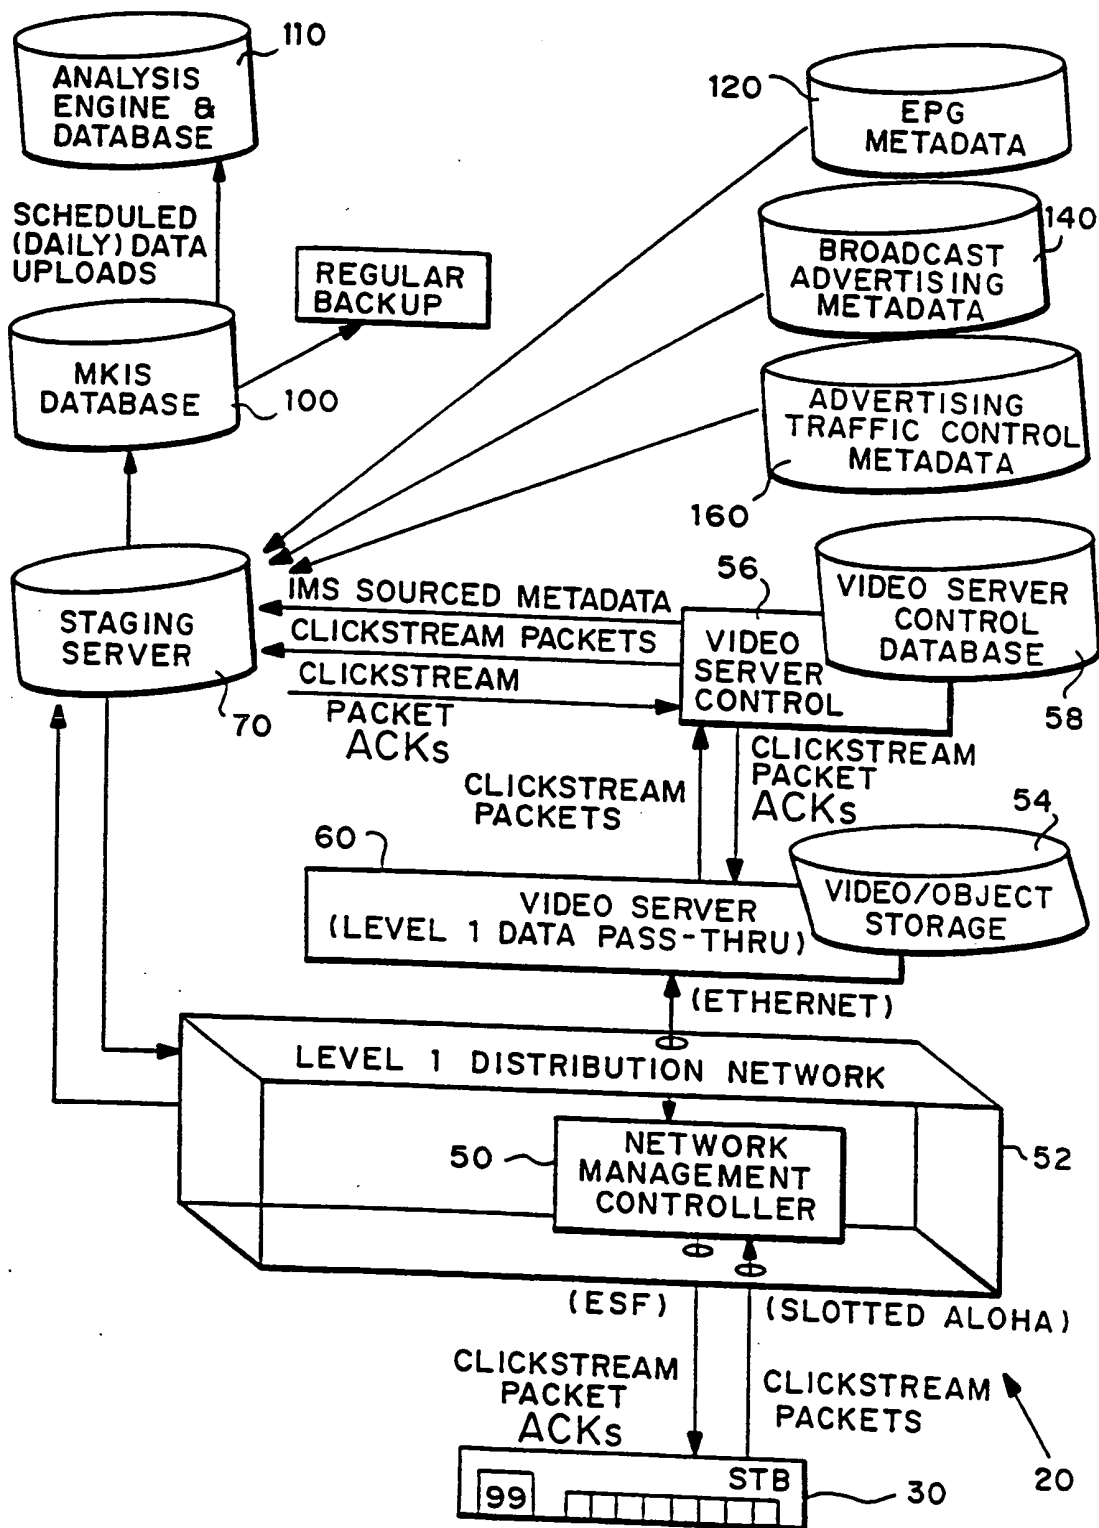 110
ANALYSIS
ENGINE &
DATABASE
SCHEDULED
(DAILY) DATA
UPLOADS
REGULAR
BACKUP
MKIS
DATABASE
100
120
EPG
METADATA
140
BROADCAST
ADVERTISING
METADATA
ADVERTISING
TRAFFIC CONTROL
METADATA
160
STAGING
SERVER
70
IMS SOURCED METADATA
CLICKSTREAM PACKETS
CLICKSTREAM
PACKET
ACKs
56
VIDEO
SERVER
CONTROL
VIDEO SERVER
CONTROL
DATABASE
58
CLICKSTREAM
PACKETS
CLICKSTREAM
PACKET
ACKs
54
VIDEO/OBJECT
STORAGE
60
VIDEO SERVER
(LEVEL 1 DATA PASS-THRU)
(ETHERNET)
LEVEL 1 DISTRIBUTION NETWORK
50
NETWORK
MANAGEMENT
CONTROLLER
52
(ESF)
(SLOTTED ALOHA)
CLICKSTREAM
PACKET
ACKs
CLICKSTREAM
PACKETS
20
STB
99
30